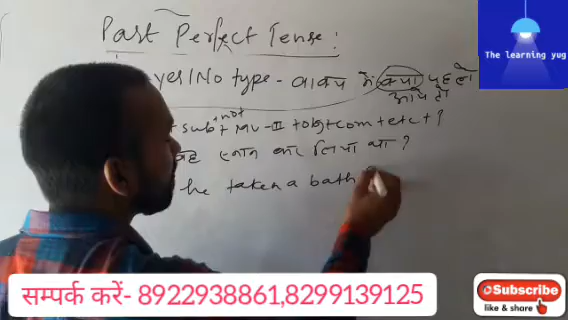 Past Perfect Tense :
yes/No type - वाक्य में क्या पहले
आये तो
+ sub + not + MV-III + obj + com + etc + ?
वह स्नान कर लिया था ?
he taken a bath ?
The learning yug
सम्पर्क करें- 8922938861,8299139125
Subscribe
like & share